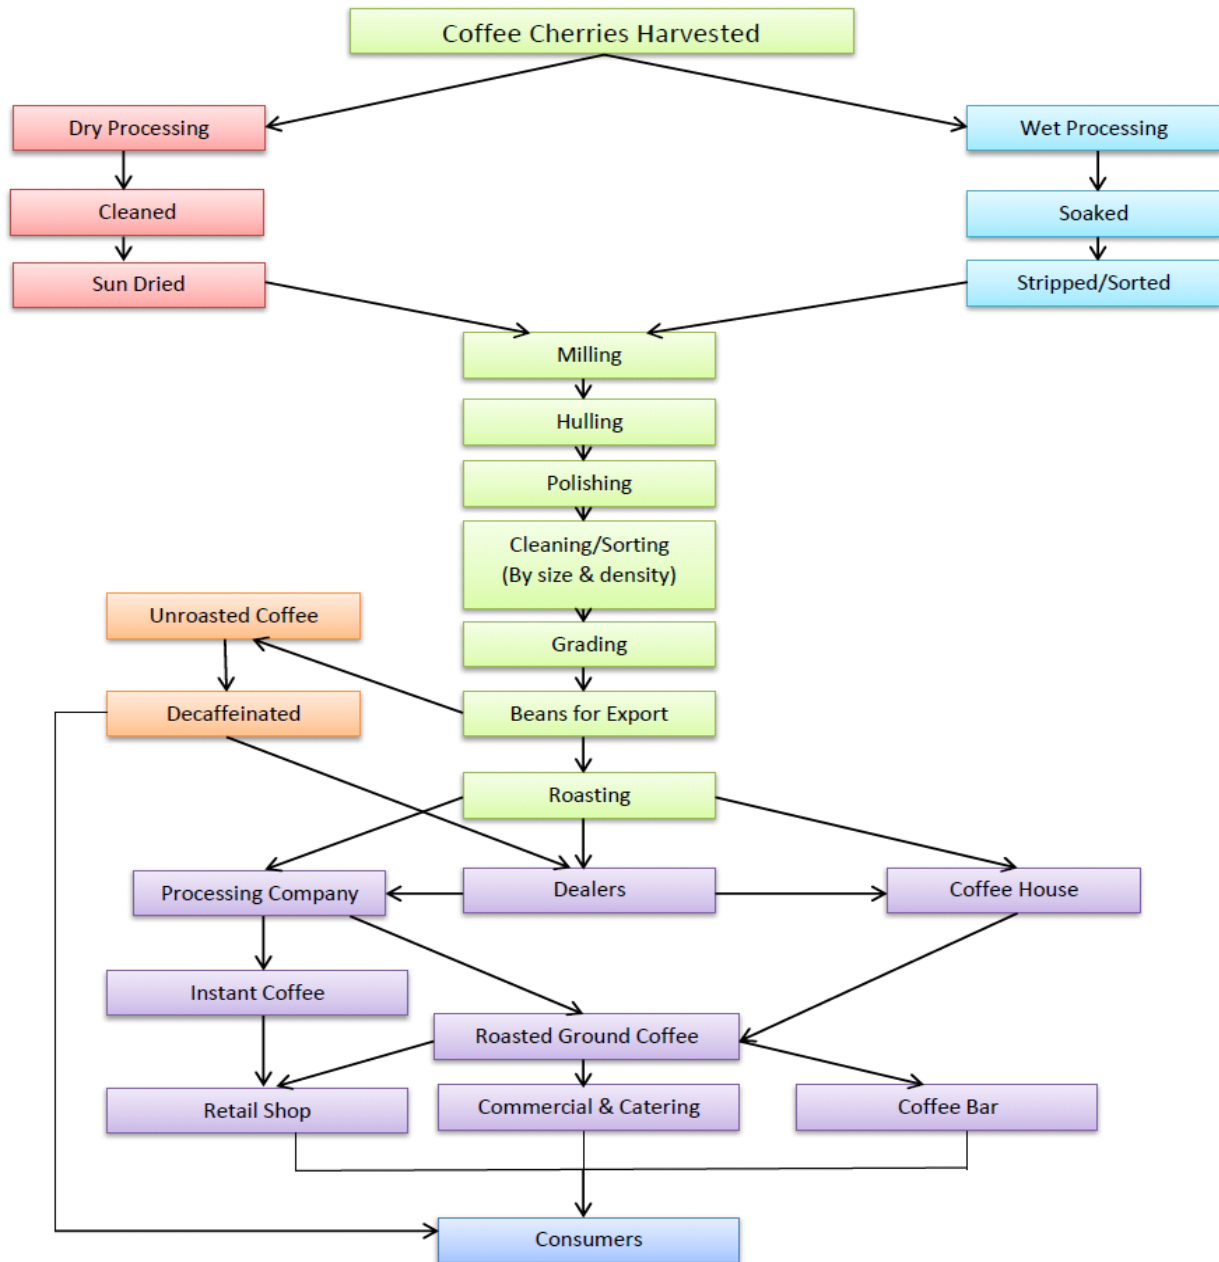 Coffee Cherries Harvested
Dry Processing
Wet Processing
Cleaned
Soaked
Sun Dried
Stripped/Sorted
Milling
Hulling
Polishing
Cleaning/Sorting
(By size & density)
Unroasted Coffee
Grading
Decaffeinated
Beans for Export
Roasting
Processing Company
Dealers
Coffee House
Instant Coffee
Roasted Ground Coffee
Retail Shop
Commercial & Catering
Coffee Bar
Consumers